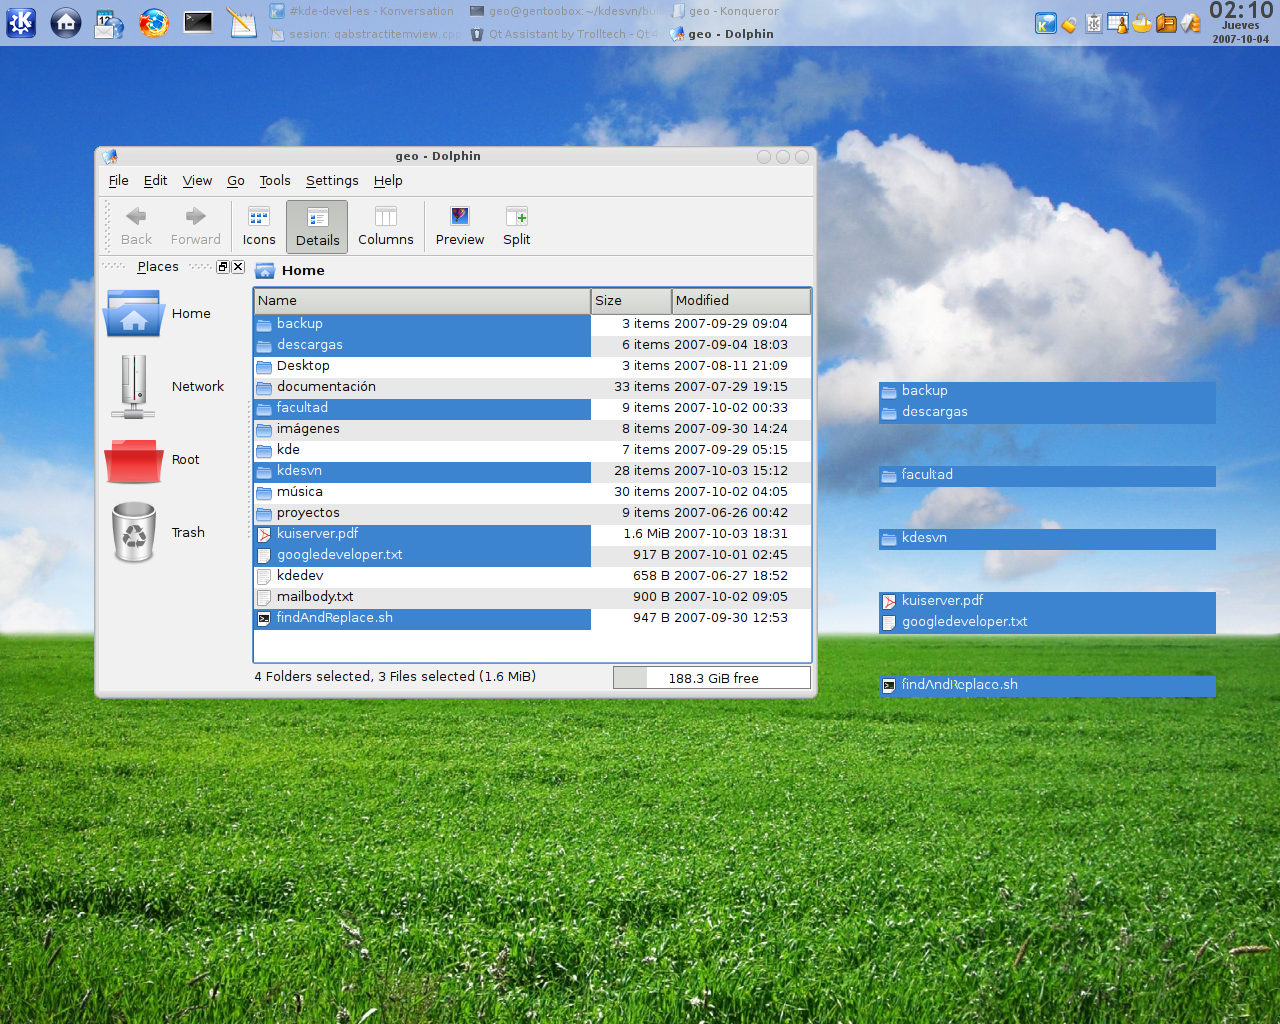 #kde-devel-es - Konversation
geo@gentoobox:~/kdesvn/bui
geo - Konqueror
sesion: qabstractitemview.cpp
Qt Assistant by Trolltech - Qt 4
geo - Dolphin
12
02:10
Jueves
2007-10-04
geo - Dolphin
File Edit View Go Tools Settings Help
Back Forward Icons Details Columns Preview Split
Places
Home
Network
Root
Trash
Home
Name Size Modified
backup 3 items 2007-09-29 09:04
descargas 6 items 2007-09-04 18:03
Desktop 3 items 2007-08-11 21:09
documentación 33 items 2007-07-29 19:15
facultad 9 items 2007-10-02 00:33
imágenes 8 items 2007-09-30 14:24
kde 7 items 2007-09-29 05:15
kdesvn 28 items 2007-10-03 15:12
música 30 items 2007-10-02 04:05
proyectos 9 items 2007-06-26 00:42
kuiserver.pdf 1.6 MiB 2007-10-03 18:31
googledeveloper.txt 917 B 2007-10-01 02:45
kdedev 658 B 2007-06-27 18:52
mailbody.txt 900 B 2007-10-02 09:05
findAndReplace.sh 947 B 2007-09-30 12:53
4 Folders selected, 3 Files selected (1.6 MiB)
188.3 GiB free
backup
descargas
facultad
kdesvn
kuiserver.pdf
googledeveloper.txt
findAndReplace.sh